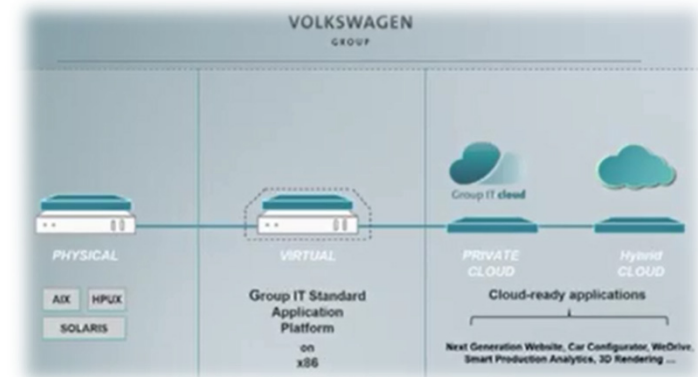 VOLKSWAGEN
GROUP
Group IT cloud
PHYSICAL
VIRTUAL
PRIVATE
CLOUD
Hybrid
CLOUD
AIX
HPUX
SOLARIS
Group IT Standard
Application
Platform
on
x86
Cloud-ready applications
Next Generation Website, Car Configurator, WeDrive,
Smart Production Analytics, 3D Rendering ...